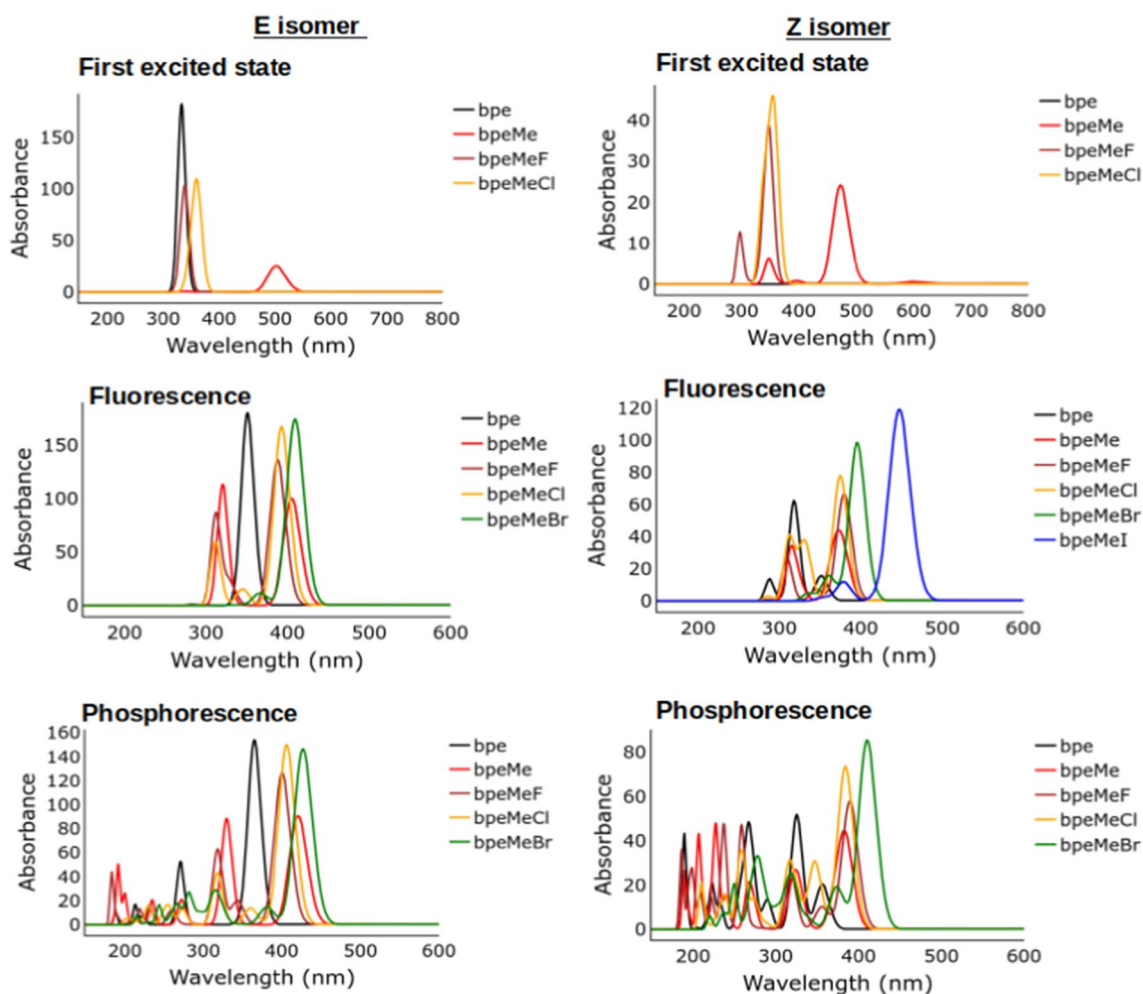 E isomer
Z isomer
First excited state
Absorbance
150
100
50
0
200 300 400 500 600 700 800
Wavelength (nm)
bpe
bpeMe
bpeMeF
bpeMeCl
First excited state
Absorbance
40
30
20
10
0
200 300 400 500 600 700 800
Wavelength (nm)
bpe
bpeMe
bpeMeF
bpeMeCl
Fluorescence
Absorbance
150
100
50
0
200 300 400 500 600
Wavelength (nm)
bpe
bpeMe
bpeMeF
bpeMeCl
bpeMeBr
Fluorescence
Absorbance
120
100
80
60
40
20
0
200 300 400 500 600
Wavelength (nm)
bpe
bpeMe
bpeMeF
bpeMeCl
bpeMeBr
bpeMeI
Phosphorescence
Absorbance
160
140
120
100
80
60
40
20
0
200 300 400 500 600
Wavelength (nm)
bpe
bpeMe
bpeMeF
bpeMeCl
bpeMeBr
Phosphorescence
Absorbance
80
60
40
20
0
200 300 400 500 600
Wavelength (nm)
bpe
bpeMe
bpeMeF
bpeMeCl
bpeMeBr